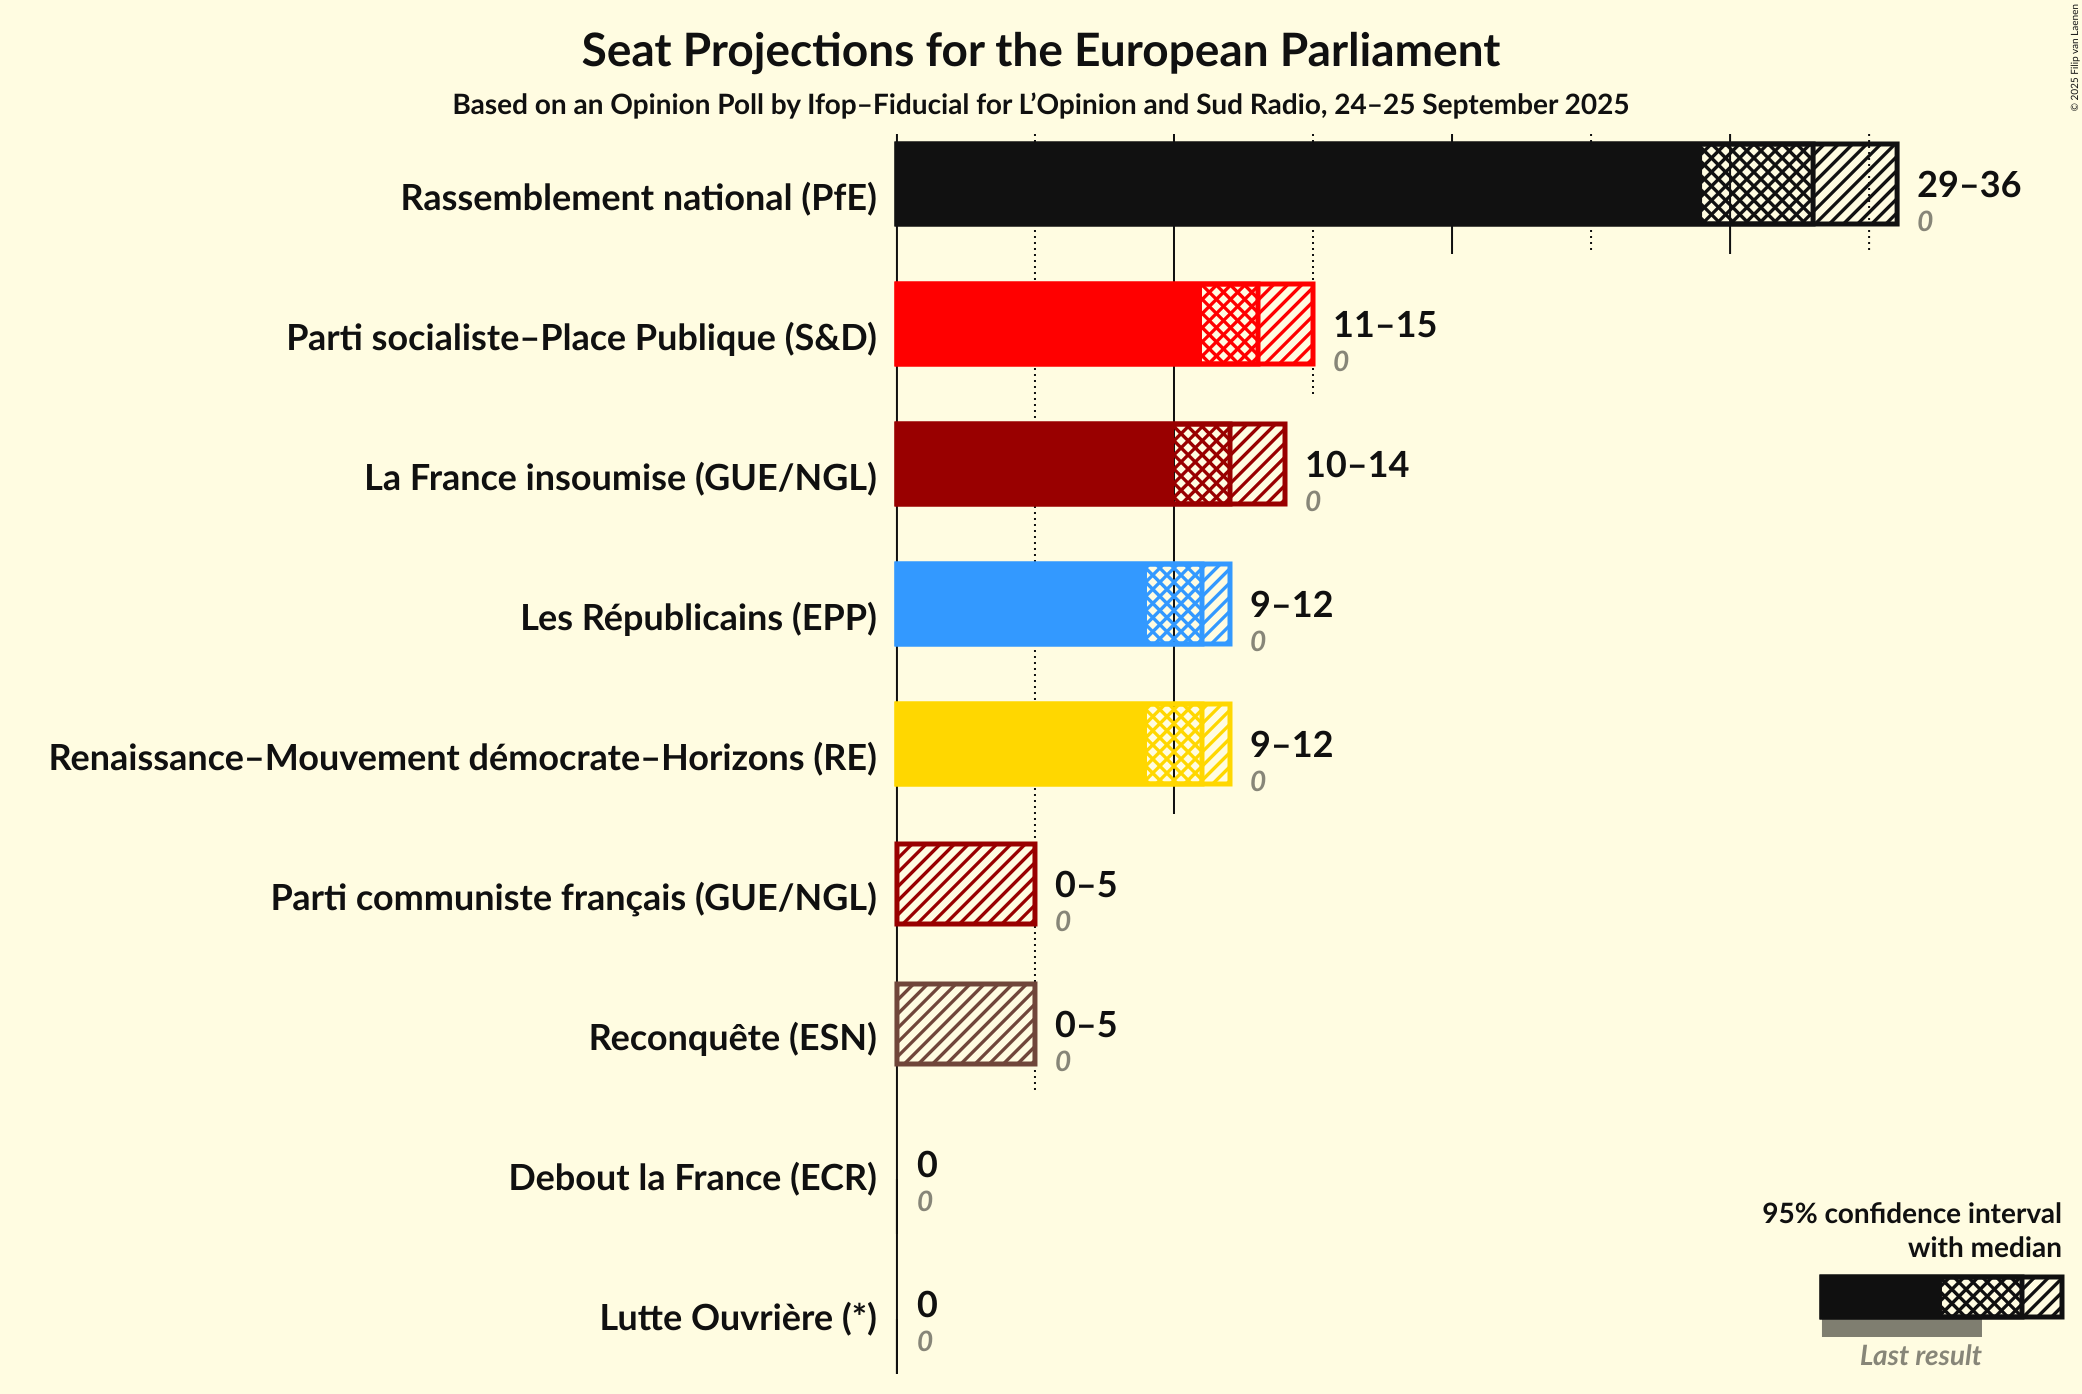 Seat Projections for the European Parliament
Based on an Opinion Poll by Ifop–Fiducial for L’Opinion and Sud Radio, 24–25 September 2025
© 2025 Filip van Laenen
Rassemblement national (PfE)
29–36
0
Parti socialiste–Place Publique (S&D)
11–15
0
La France insoumise (GUE/NGL)
10–14
0
Les Républicains (EPP)
9–12
0
Renaissance–Mouvement démocrate–Horizons (RE)
9–12
0
Parti communiste français (GUE/NGL)
0–5
0
Reconquête (ESN)
0–5
0
Debout la France (ECR)
0
0
Lutte Ouvrière (*)
0
0
95% confidence interval
with median
Last result